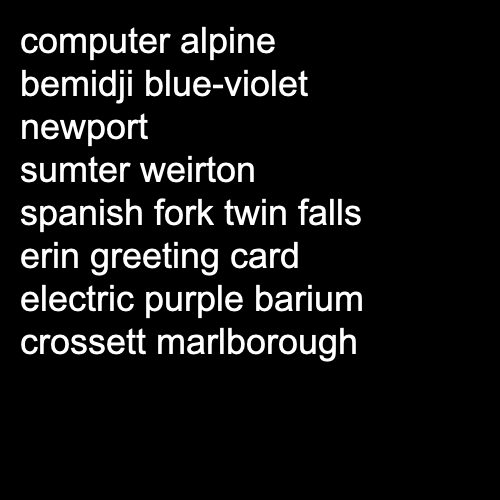 computer alpine
bemidji blue-violet
newport
sumter weirton
spanish fork twin falls
erin greeting card
electric purple barium
crossett marlborough